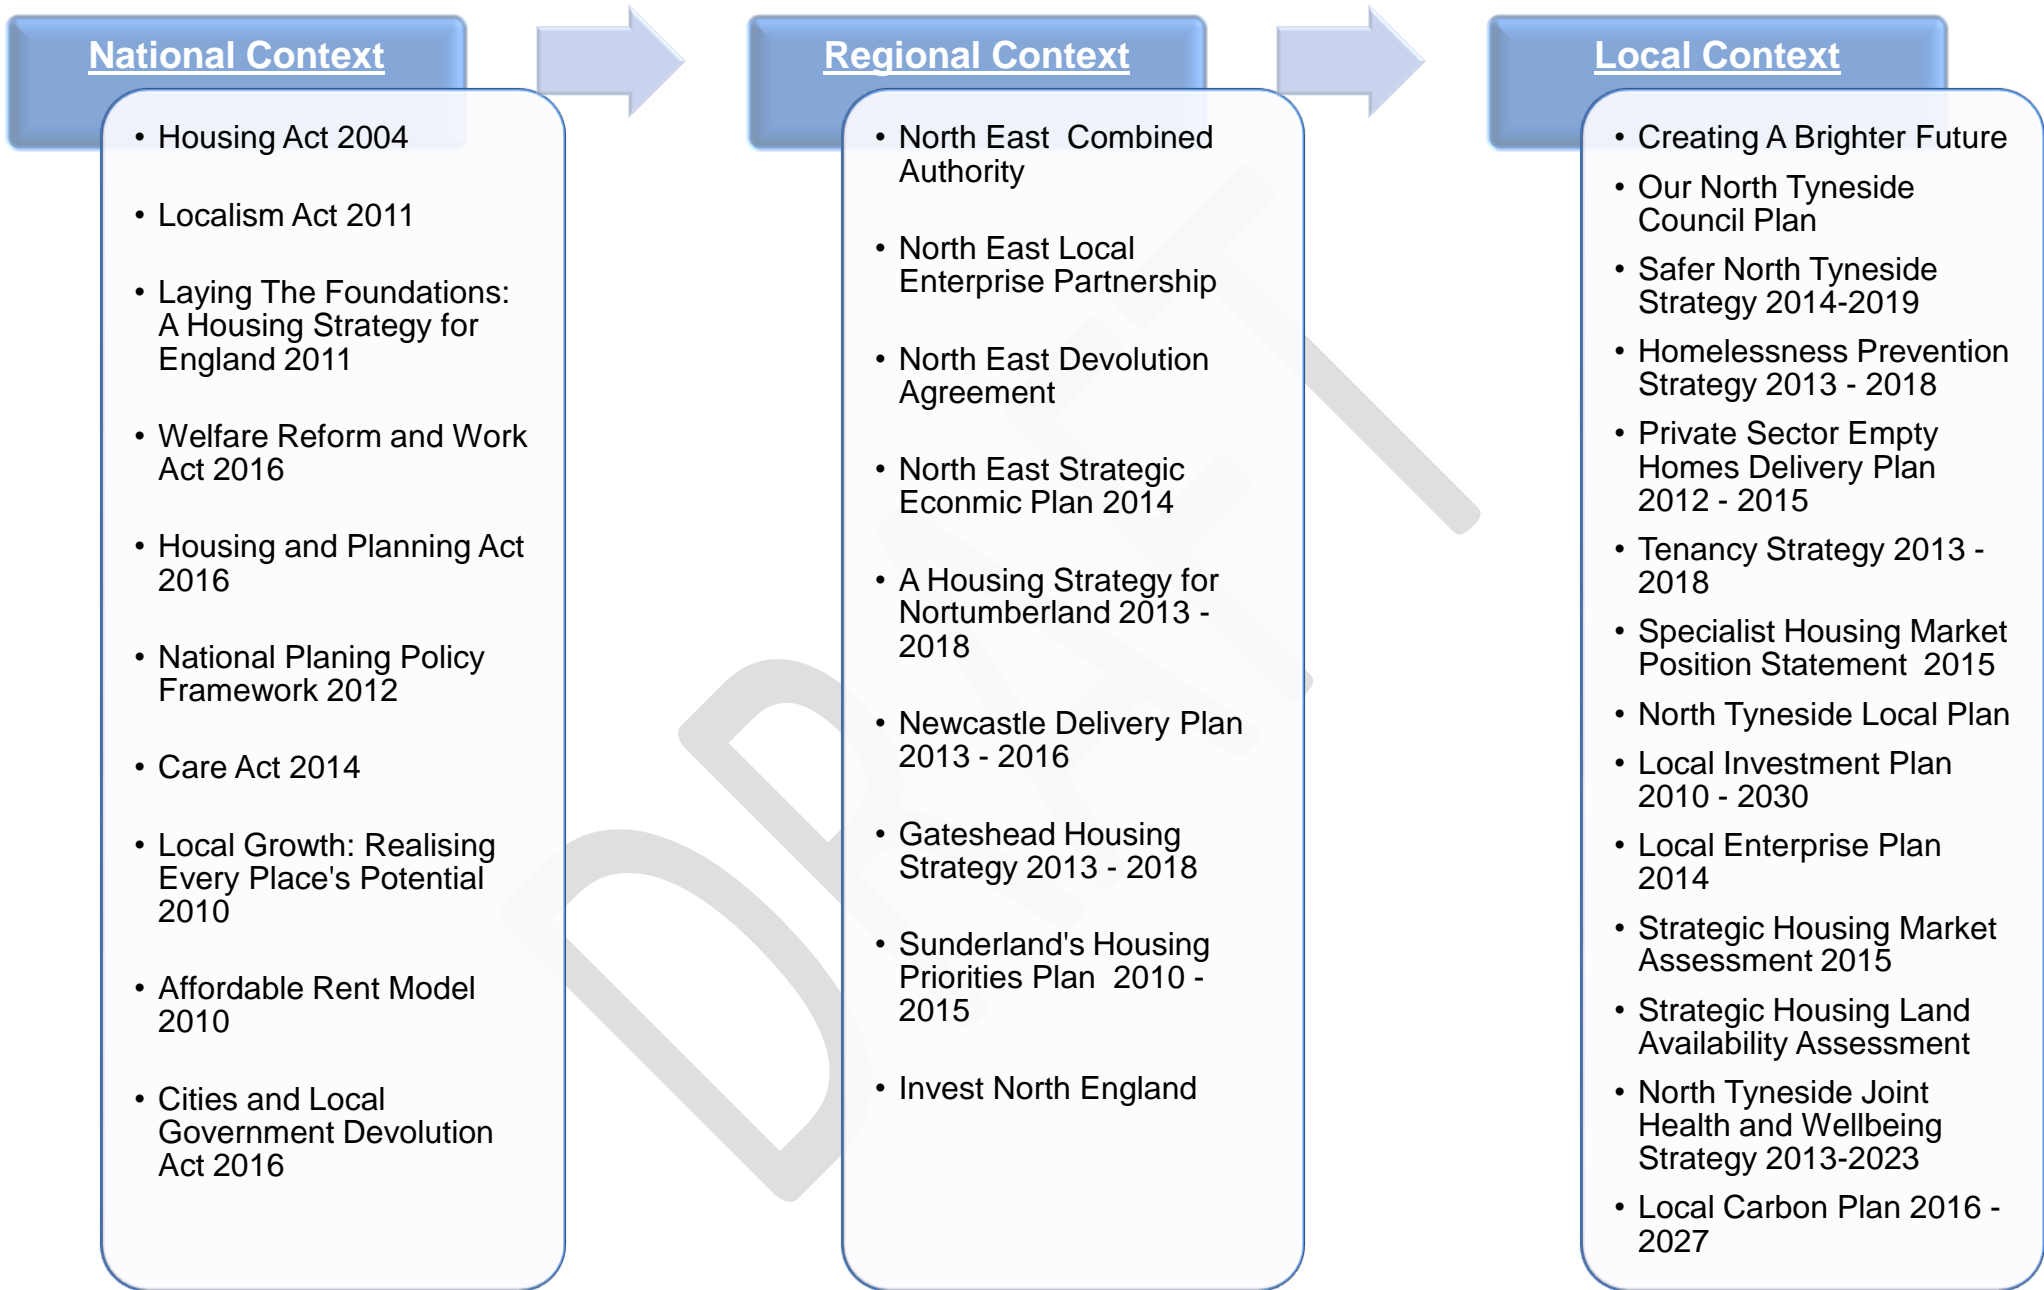 National Context
• Housing Act 2004
• Localism Act 2011
• Laying The Foundations:
A Housing Strategy for
England 2011
• Welfare Reform and Work
Act 2016
• Housing and Planning Act
2016
• National Planing Policy
Framework 2012
• Care Act 2014
• Local Growth: Realising
Every Place's Potential
2010
• Affordable Rent Model
2010
• Cities and Local
Government Devolution
Act 2016
Regional Context
• North East  Combined
Authority
• North East Local
Enterprise Partnership
• North East Devolution
Agreement
• North East Strategic
Econmic Plan 2014
• A Housing Strategy for
Nortumberland 2013 -
2018
• Newcastle Delivery Plan
2013 - 2016
• Gateshead Housing
Strategy 2013 - 2018
• Sunderland's Housing
Priorities Plan  2010 -
2015
• Invest North England
Local Context
• Creating A Brighter Future
• Our North Tyneside
Council Plan
• Safer North Tyneside
Strategy 2014-2019
• Homelessness Prevention
Strategy 2013 - 2018
• Private Sector Empty
Homes Delivery Plan
2012 - 2015
• Tenancy Strategy 2013 -
2018
• Specialist Housing Market
Position Statement  2015
• North Tyneside Local Plan
• Local Investment Plan
2010 - 2030
• Local Enterprise Plan
2014
• Strategic Housing Market
Assessment 2015
• Strategic Housing Land
Availability Assessment
• North Tyneside Joint
Health and Wellbeing
Strategy 2013-2023
• Local Carbon Plan 2016 -
2027
DRAFT